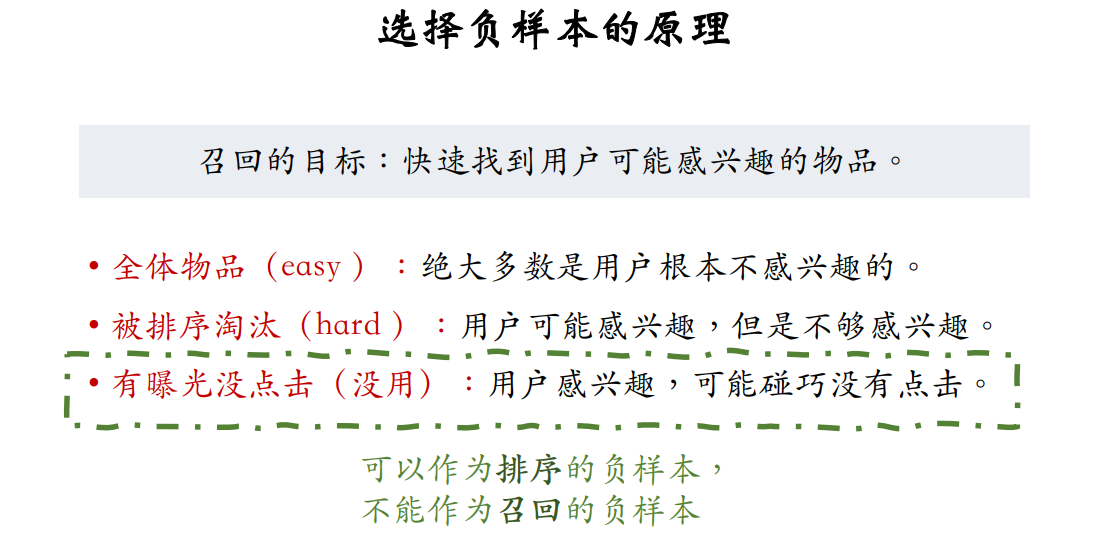 选择负样本的原理
召回的目标：快速找到用户可能感兴趣的物品。
• 全体物品（easy）：绝大多数是用户根本不感兴趣的。
• 被排序淘汰（hard）：用户可能感兴趣，但是不够感兴趣。
• 有曝光没点击（没用）：用户感兴趣，可能碰巧没有点击。
可以作为排序的负样本，
不能作为召回的负样本